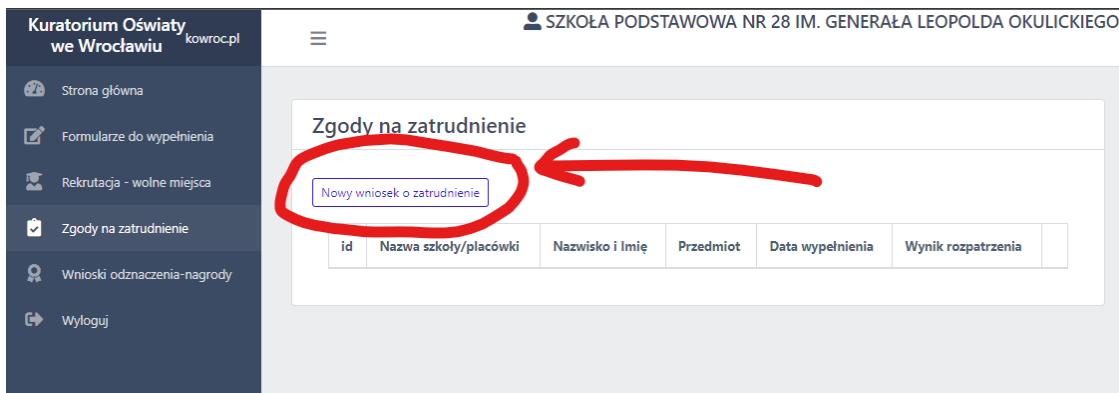 Kuratorium Oświaty
we Wrocławiu kowroc.pl
SZKOŁA PODSTAWOWA NR 28 IM. GENERAŁA LEOPOLDA OKULICKIEGO
Strona główna
Formularze do wypełnienia
Rekrutacja - wolne miejsca
Zgody na zatrudnienie
Wnioski odznaczenia-nagrody
Wyloguj
Zgody na zatrudnienie
Nowy wniosek o zatrudnienie
id Nazwa szkoły/placówki Nazwisko i Imię Przedmiot Data wypełnienia Wynik rozpatrzenia